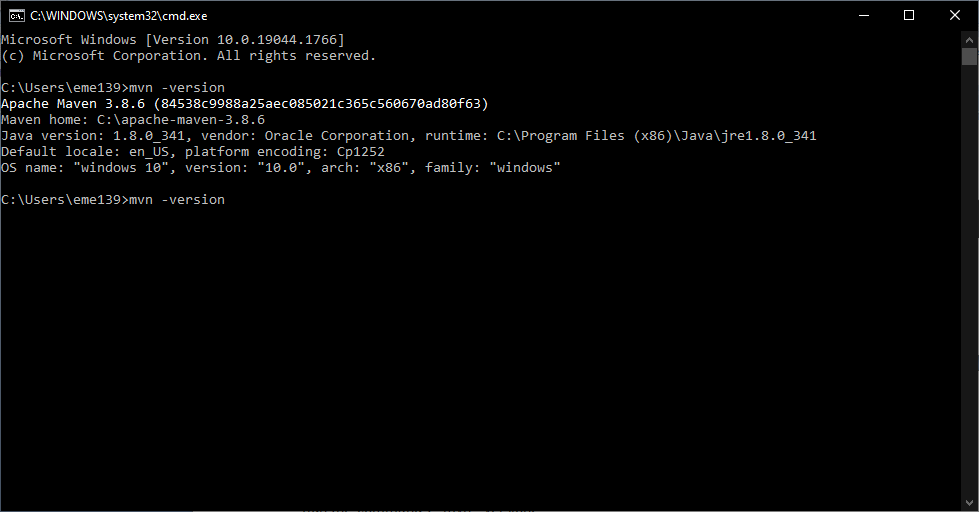 C:\WINDOWS\system32\cmd.exe
Microsoft Windows [Version 10.0.19044.1766]
(c) Microsoft Corporation. All rights reserved.
C:\Users\eme139>mvn -version
Apache Maven 3.8.6 (84538c9988a25aec085021c365c560670ad80f63)
Maven home: C:\apache-maven-3.8.6
Java version: 1.8.0_341, vendor: Oracle Corporation, runtime: C:\Program Files (x86)\Java\jre1.8.0_341
Default locale: en_US, platform encoding: Cp1252
OS name: "windows 10", version: "10.0", arch: "x86", family: "windows"
C:\Users\eme139>mvn -version